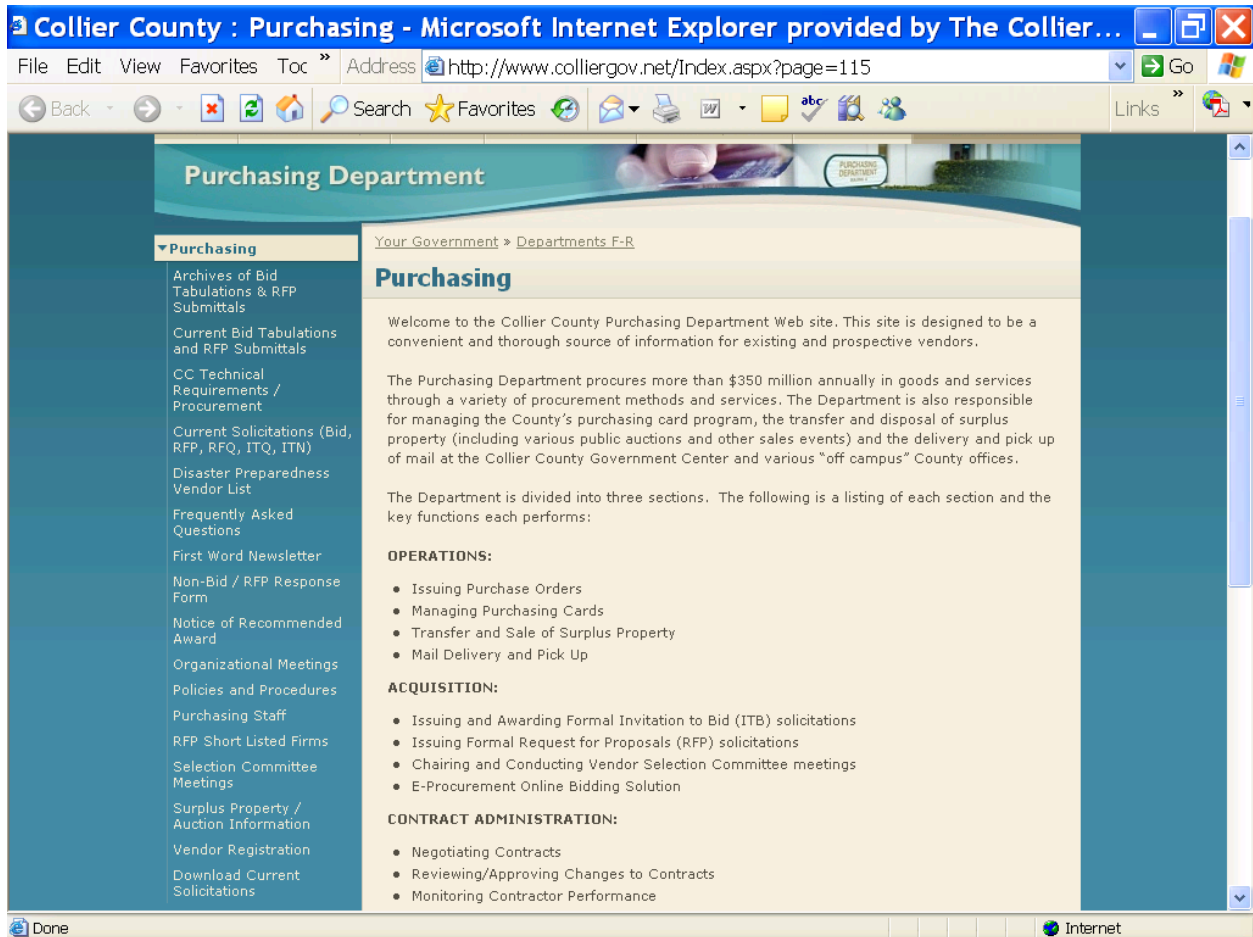 Collier County : Purchasing - Microsoft Internet Explorer provided by The Collier...
File Edit View Favorites Toc » Address http://www.colliergov.net/Index.aspx?page=115 Go
Back Search Favorites Links »
Purchasing Department
PURCHASING
DEPARTMENT
Purchasing
Archives of Bid
Tabulations & RFP
Submittals
Current Bid Tabulations
and RFP Submittals
CC Technical
Requirements /
Procurement
Current Solicitations (Bid,
RFP, RFQ, ITQ, ITN)
Disaster Preparedness
Vendor List
Frequently Asked
Questions
First Word Newsletter
Non-Bid / RFP Response
Form
Notice of Recommended
Award
Organizational Meetings
Policies and Procedures
Purchasing Staff
RFP Short Listed Firms
Selection Committee
Meetings
Surplus Property /
Auction Information
Vendor Registration
Download Current
Solicitations
Your Government » Departments F-R
Purchasing
Welcome to the Collier County Purchasing Department Web site. This site is designed to be a
convenient and thorough source of information for existing and prospective vendors.
The Purchasing Department procures more than $350 million annually in goods and services
through a variety of procurement methods and services. The Department is also responsible
for managing the County's purchasing card program, the transfer and disposal of surplus
property (including various public auctions and other sales events) and the delivery and pick up
of mail at the Collier County Government Center and various "off campus" County offices.
The Department is divided into three sections. The following is a listing of each section and the
key functions each performs:
OPERATIONS:
• Issuing Purchase Orders
• Managing Purchasing Cards
• Transfer and Sale of Surplus Property
• Mail Delivery and Pick Up
ACQUISITION:
• Issuing and Awarding Formal Invitation to Bid (ITB) solicitations
• Issuing Formal Request for Proposals (RFP) solicitations
• Chairing and Conducting Vendor Selection Committee meetings
• E-Procurement Online Bidding Solution
CONTRACT ADMINISTRATION:
• Negotiating Contracts
• Reviewing/Approving Changes to Contracts
• Monitoring Contractor Performance
Done Internet